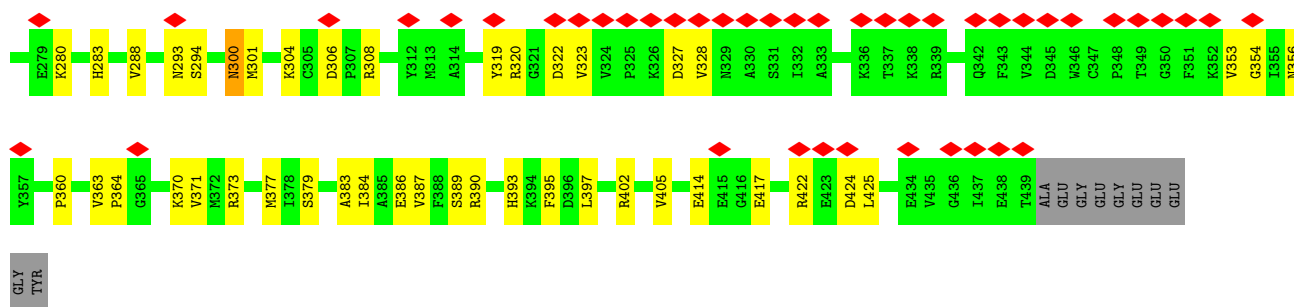 E279 K280 H283 V288 N293 S294 N300 M301 K304 C305 D306 P307 R308 Y312 M313 A314 Y319 R320 G321 D322 V323 V324 P325 K326 D327 V328 N329 A330 S331 I332 A333 K336 T337 K338 R339 Q342 F343 V344 D345 W346 C347 P348 T349 G350 F351 K352 V353 G354 I355 N356
Y357 P360 V363 P364 G365 K370 V371 M372 R373 M377 I378 S379 A383 I384 A385 E386 V387 F388 S389 R390 H393 K394 F395 D396 L397 R402 V405 E414 E415 G416 E417 R422 E423 D424 L425 E434 V435 G436 I437 E438 T439 ALA GLU GLY GLU GLY GLU GLU GLU
GLY TYR